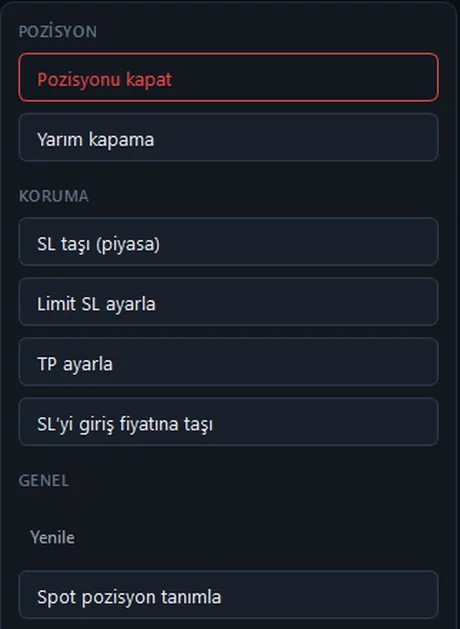 POZİSYON
Pozisyonu kapat
Yarım kapama
KORUMA
SL taşı (piyasa)
Limit SL ayarla
TP ayarla
SL’yi giriş fiyatına taşı
GENEL
Yenile
Spot pozisyon tanımla